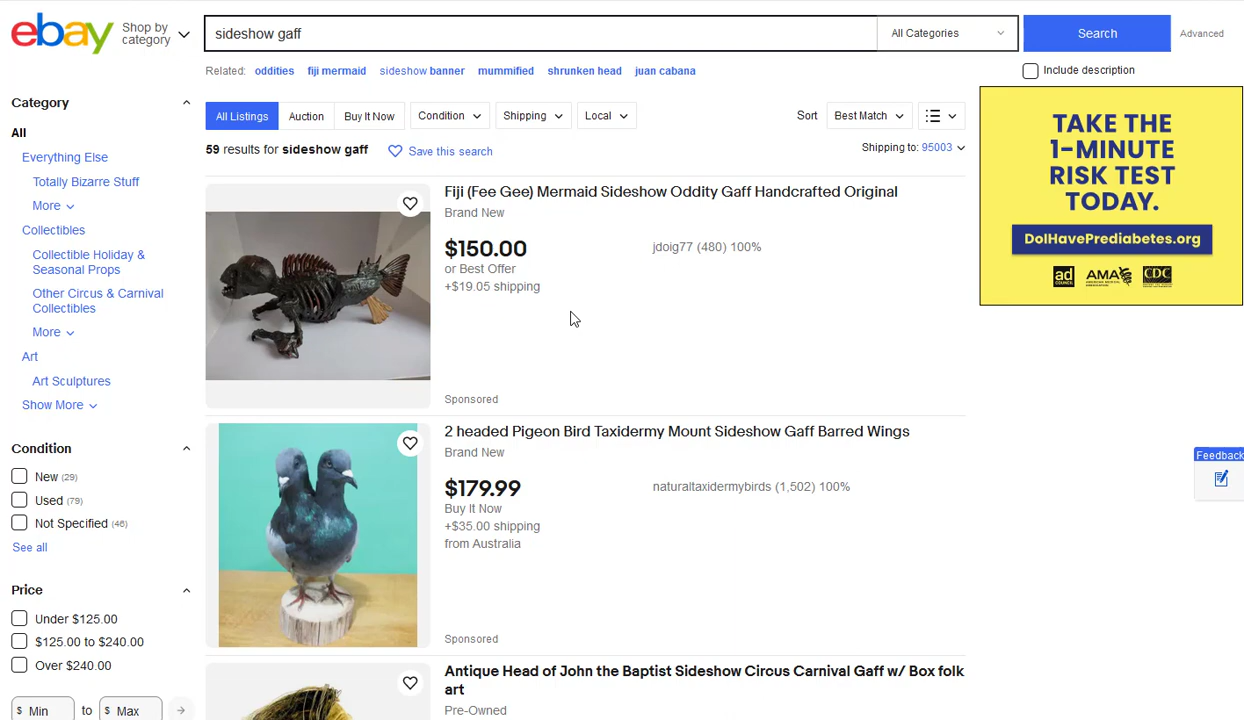 ebay
Shop by
category
sideshow gaff
All Categories
Search
Advanced
Related: oddities fiji mermaid sideshow banner mummified shrunken head juan cabana
Include description
Category
All
Everything Else
Totally Bizarre Stuff
More
Collectibles
Collectible Holiday &
Seasonal Props
Other Circus & Carnival
Collectibles
More
Art
Art Sculptures
Show More
Condition
New (29)
Used (79)
Not Specified (46)
See all
Price
Under $125.00
$125.00 to $240.00
Over $240.00
$ Min to $ Max
All Listings Auction Buy It Now Condition Shipping Local
Sort Best Match
59 results for sideshow gaff Save this search
Shipping to: 95003
Fiji (Fee Gee) Mermaid Sideshow Oddity Gaff Handcrafted Original
Brand New
$150.00
or Best Offer
+$19.05 shipping
jdoig77 (480) 100%
Sponsored
2 headed Pigeon Bird Taxidermy Mount Sideshow Gaff Barred Wings
Brand New
$179.99
Buy It Now
+$35.00 shipping
from Australia
naturaltaxidermybirds (1,502) 100%
Sponsored
Antique Head of John the Baptist Sideshow Circus Carnival Gaff w/ Box folk
art
Pre-Owned
TAKE THE
1-MINUTE
RISK TEST
TODAY.
DoIHavePrediabetes.org
ad
COUNCIL
AMA
CDC
Feedback